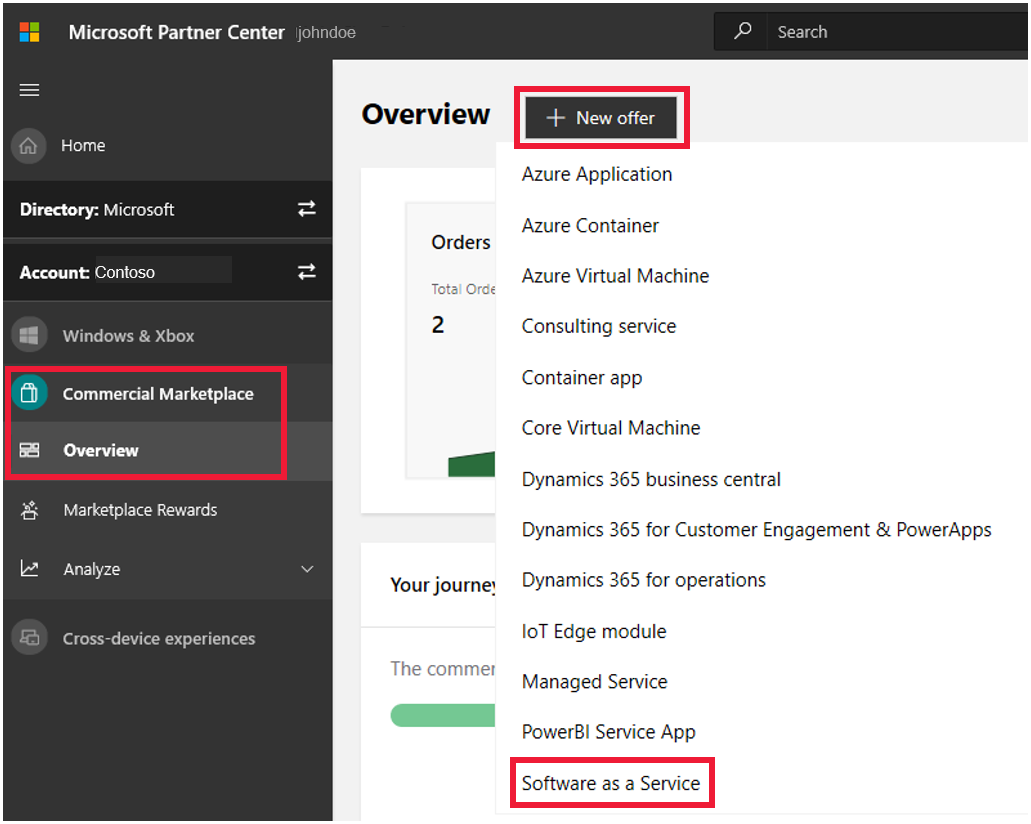 Microsoft Partner Center johndoe
Search
Home
Directory: Microsoft
Account: Contoso
Windows & Xbox
Commercial Marketplace
Overview
Marketplace Rewards
Analyze
Cross-device experiences
Overview
New offer
Orders
Total Orde
2
Your journey
The commer
Azure Application
Azure Container
Azure Virtual Machine
Consulting service
Container app
Core Virtual Machine
Dynamics 365 business central
Dynamics 365 for Customer Engagement & PowerApps
Dynamics 365 for operations
IoT Edge module
Managed Service
PowerBI Service App
Software as a Service